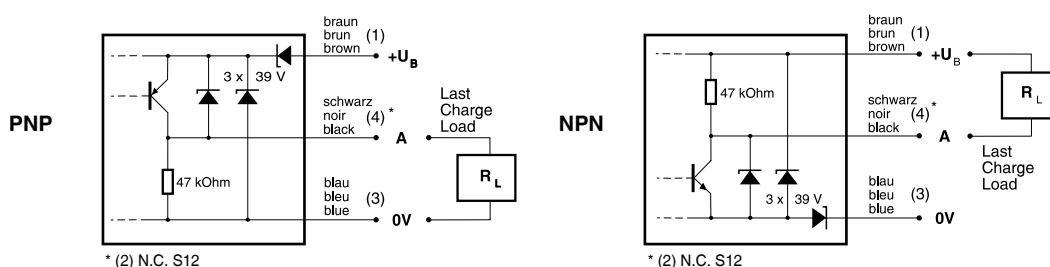 PNP
braun
brun
brown (1)
+UB
3 x 39 V
schwarz
noir
black (4)*
A
Last
Charge
Load
RL
47 kOhm
blau
bleu
blue (3)
0V
* (2) N.C. S12
NPN
braun
brun
brown (1)
+UB
47 kOhm
RL
schwarz
noir
black (4)*
A
Last
Charge
Load
3 x 39 V
blau
bleu
blue (3)
0V
* (2) N.C. S12